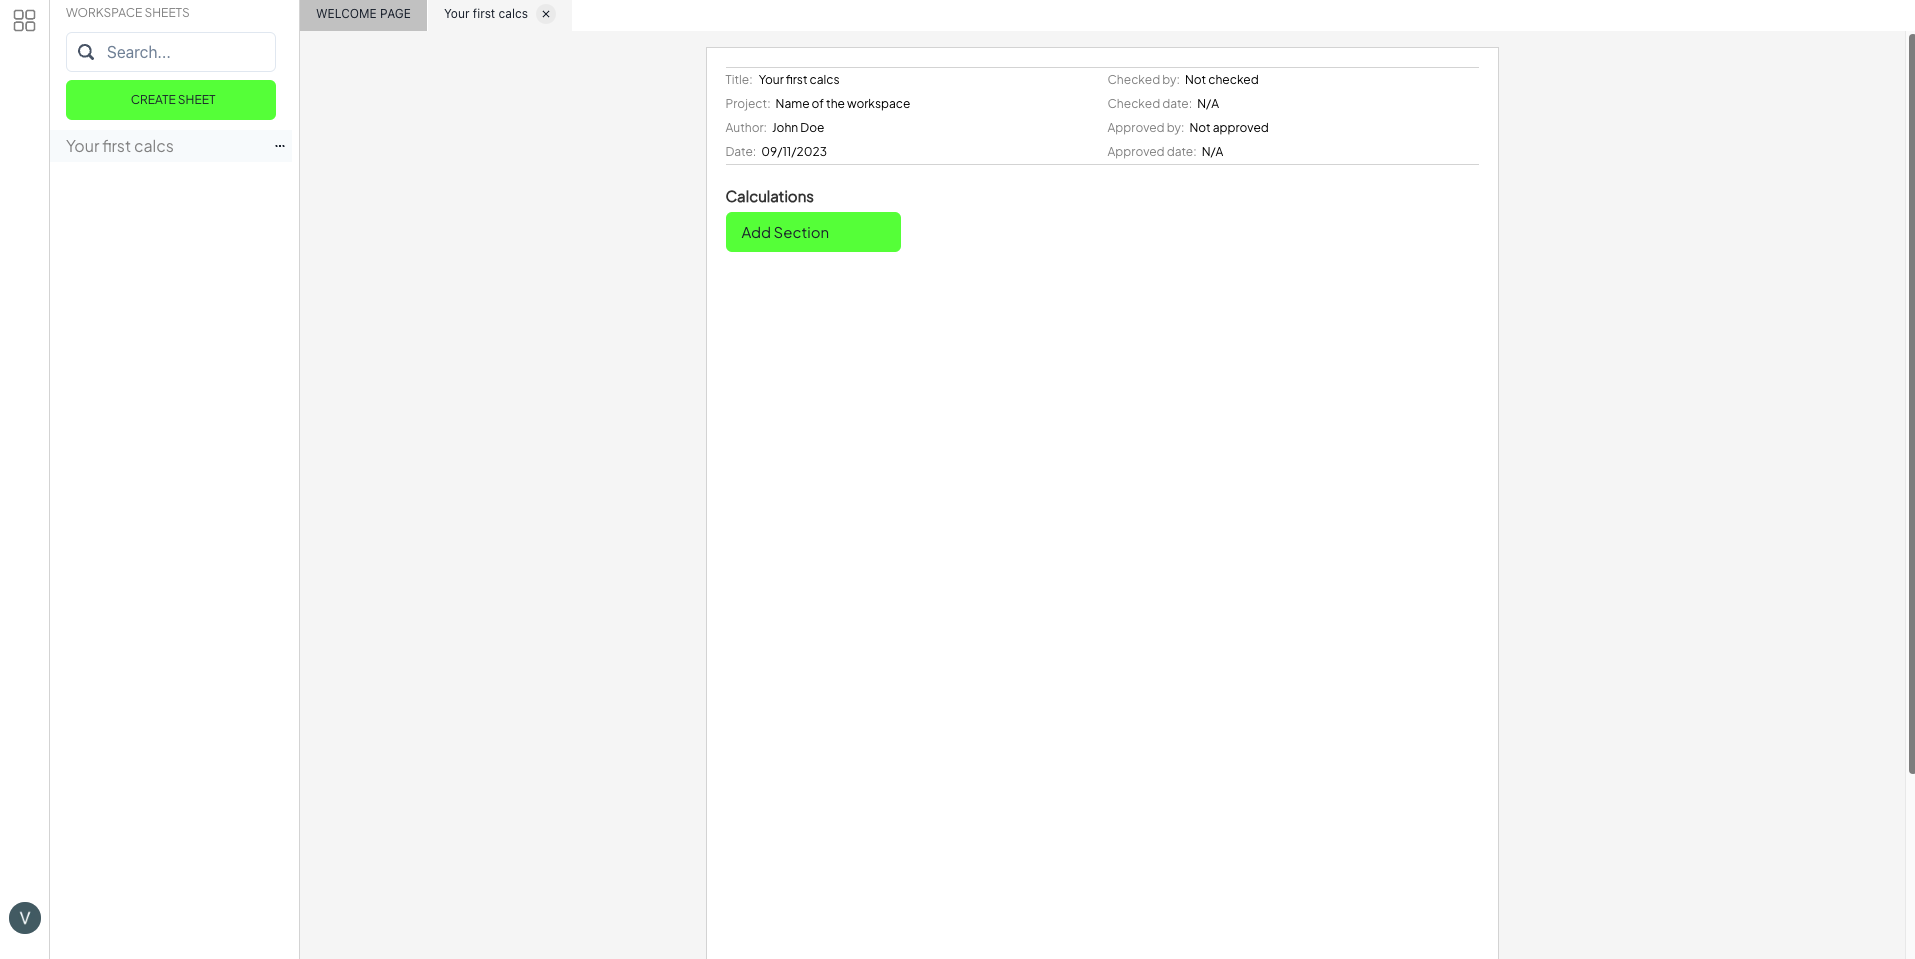 WORKSPACE SHEETS
Search...
CREATE SHEET
Your first calcs
V
WELCOME PAGE
Your first calcs
Title: Your first calcs
Project: Name of the workspace
Author: John Doe
Date: 09/11/2023
Checked by: Not checked
Checked date: N/A
Approved by: Not approved
Approved date: N/A
Calculations
Add Section